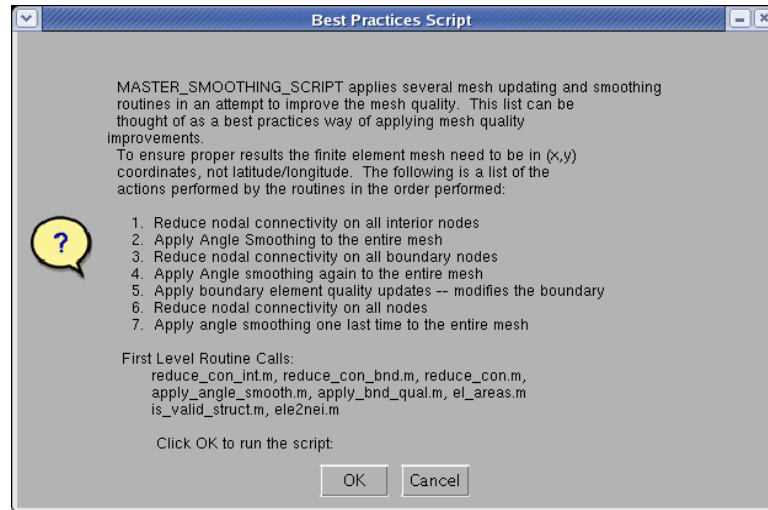 Best Practices Script
MASTER_SMOOTHING_SCRIPT applies several mesh updating and smoothing
routines in an attempt to improve the mesh quality. This list can be
thought of as a best practices way of applying mesh quality
improvements.
To ensure proper results the finite element mesh need to be in (x,y)
coordinates, not latitude/longitude. The following is a list of the
actions performed by the routines in the order performed:
1. Reduce nodal connectivity on all interior nodes
2. Apply Angle Smoothing to the entire mesh
3. Reduce nodal connectivity on all boundary nodes
4. Apply Angle smoothing again to the entire mesh
5. Apply boundary element quality updates -- modifies the boundary
6. Reduce nodal connectivity on all nodes
7. Apply angle smoothing one last time to the entire mesh
?
First Level Routine Calls:
reduce_con_int.m, reduce_con_bnd.m, reduce_con.m,
apply_angle_smooth.m, apply_bnd_qual.m, el_areas.m
is_valid_struct.m, ele2nei.m
Click OK to run the script:
OK Cancel